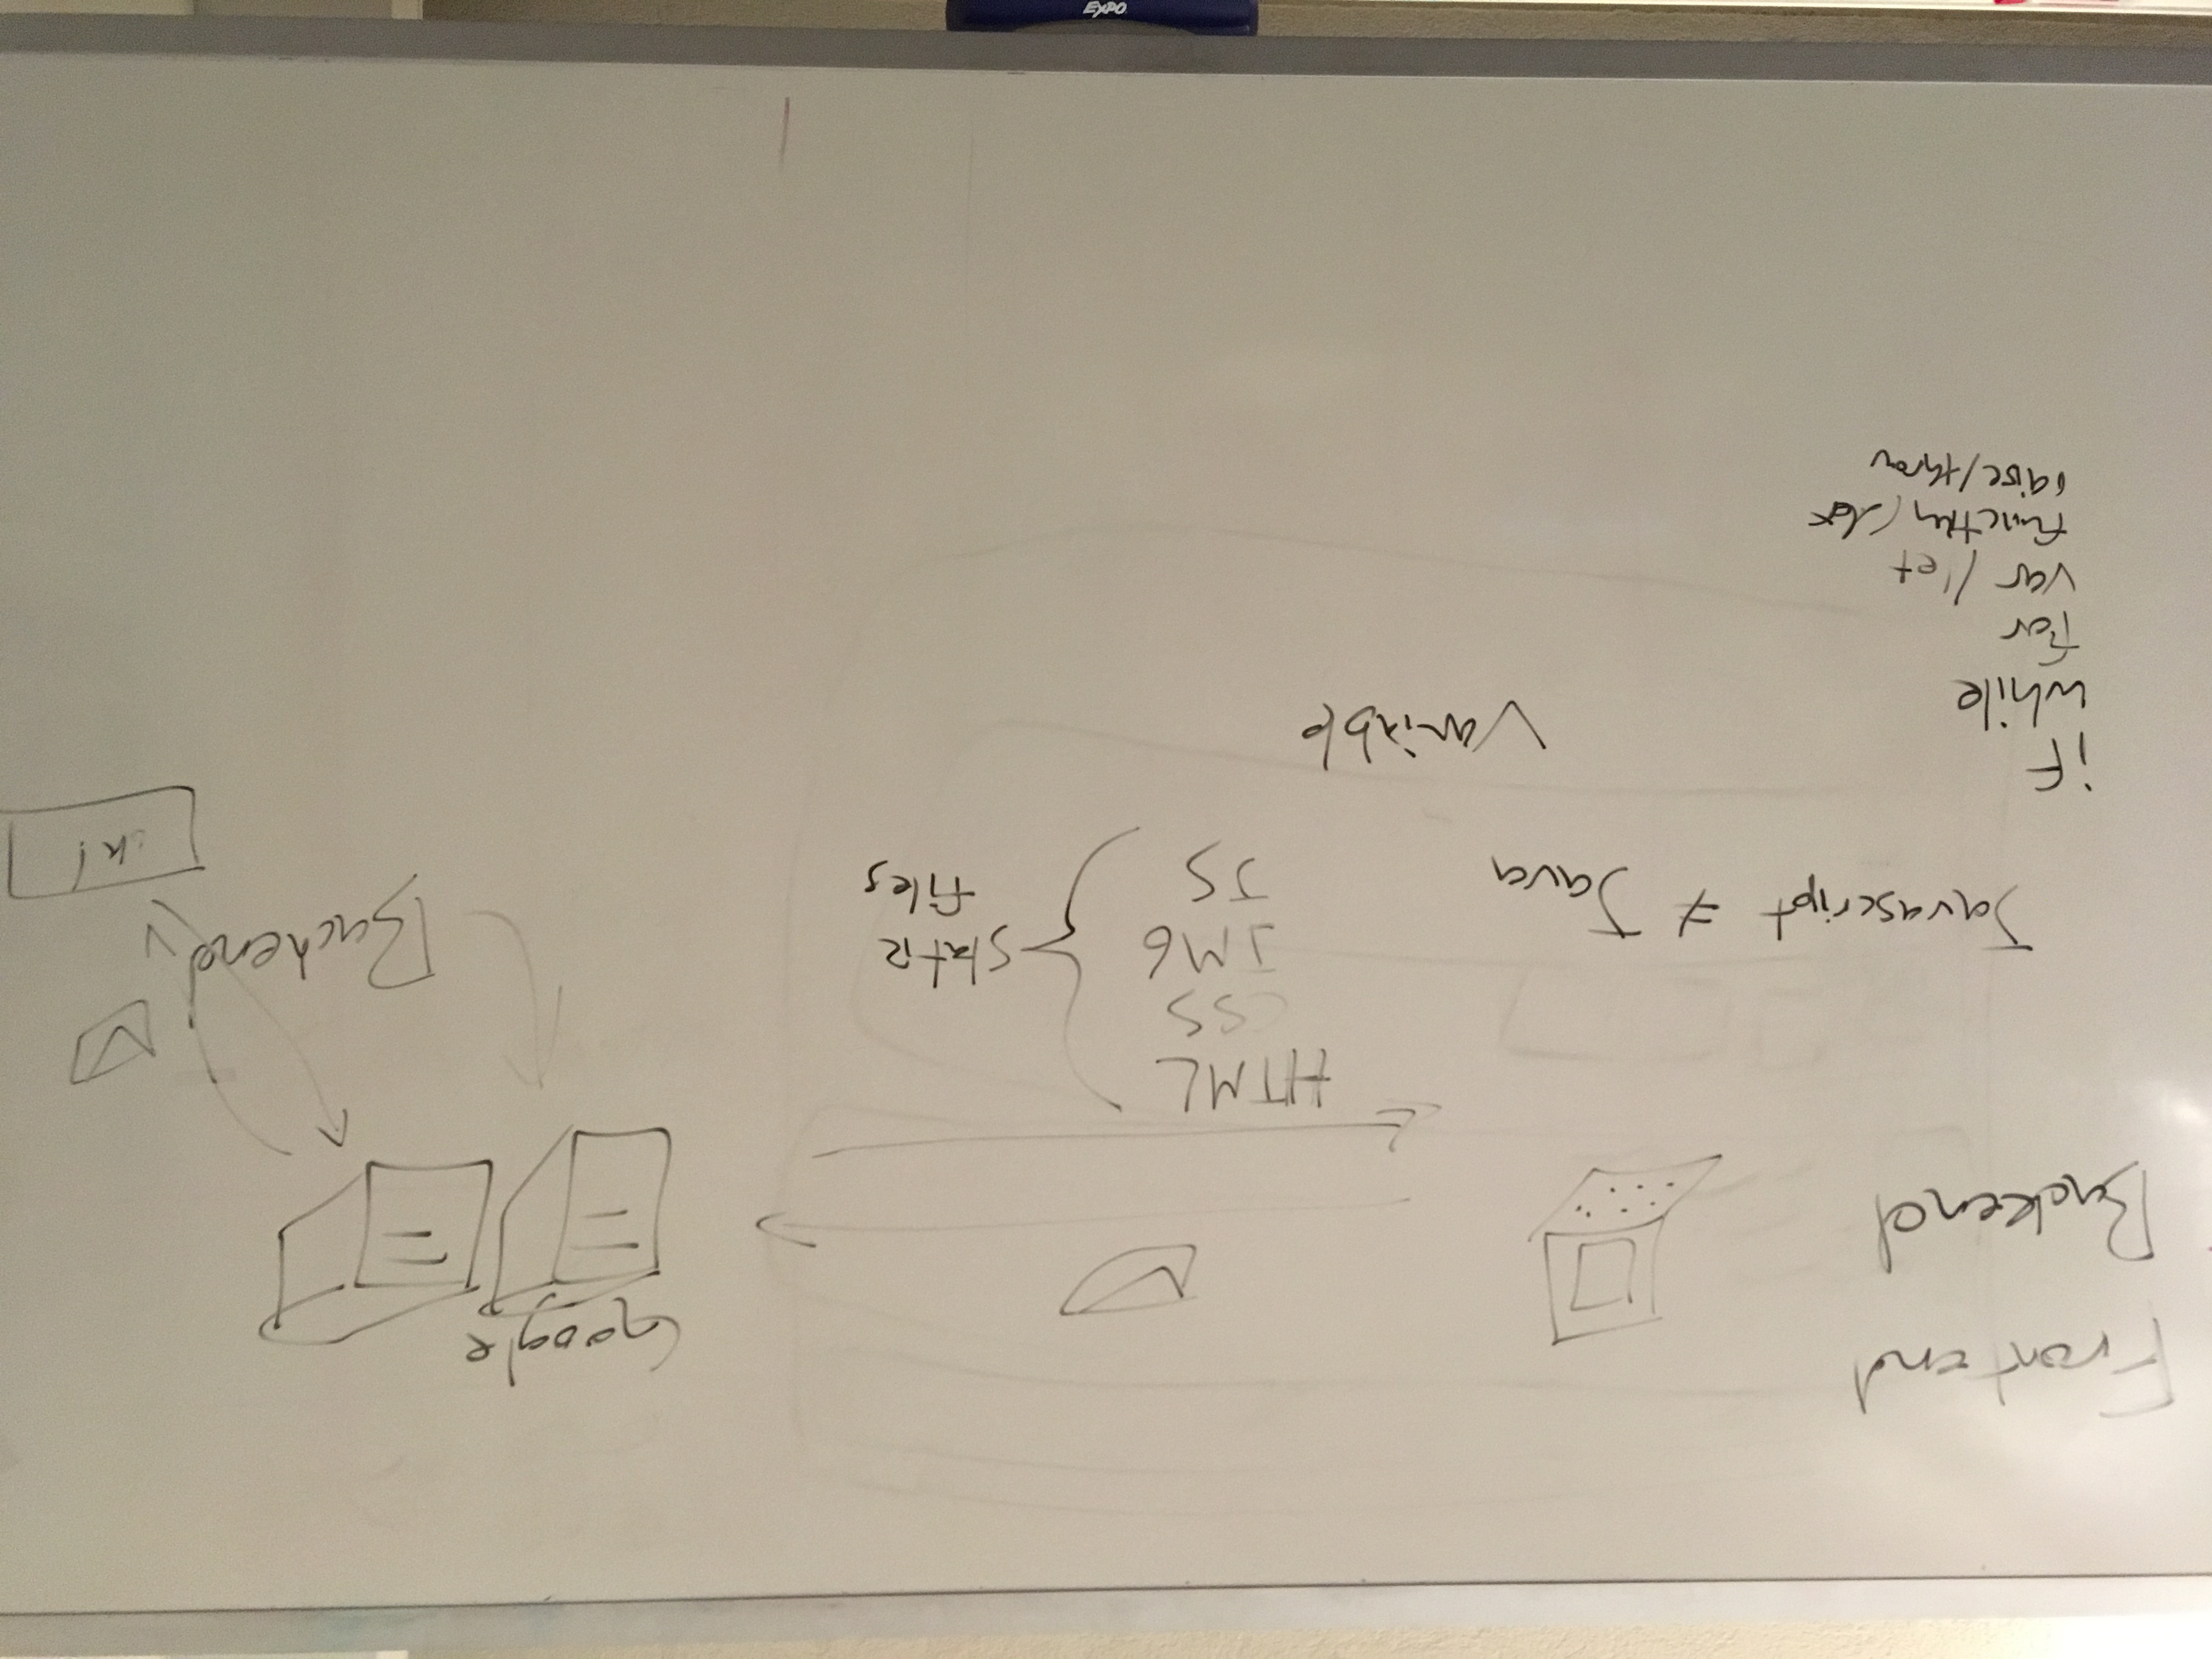 Frontend
Backend
Google
HTML
CSS
IMG
JS
static
files
Backend
ok!
Javascript ≠ Java
if
while
for
var / let
function / def
raise/throw
Variable
EXPO